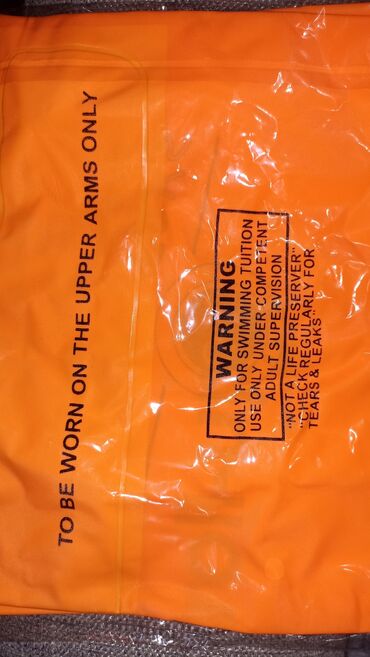 TO BE WORN ON THE UPPER ARMS ONLY
WARNING
ONLY FOR SWIMMING TUITION
USE ONLY UNDER COMPETENT
ADULT SUPERVISION
"NOT A LIFE PRESERVER"
"CHECK REGULARLY FOR
TEARS & LEAKS"